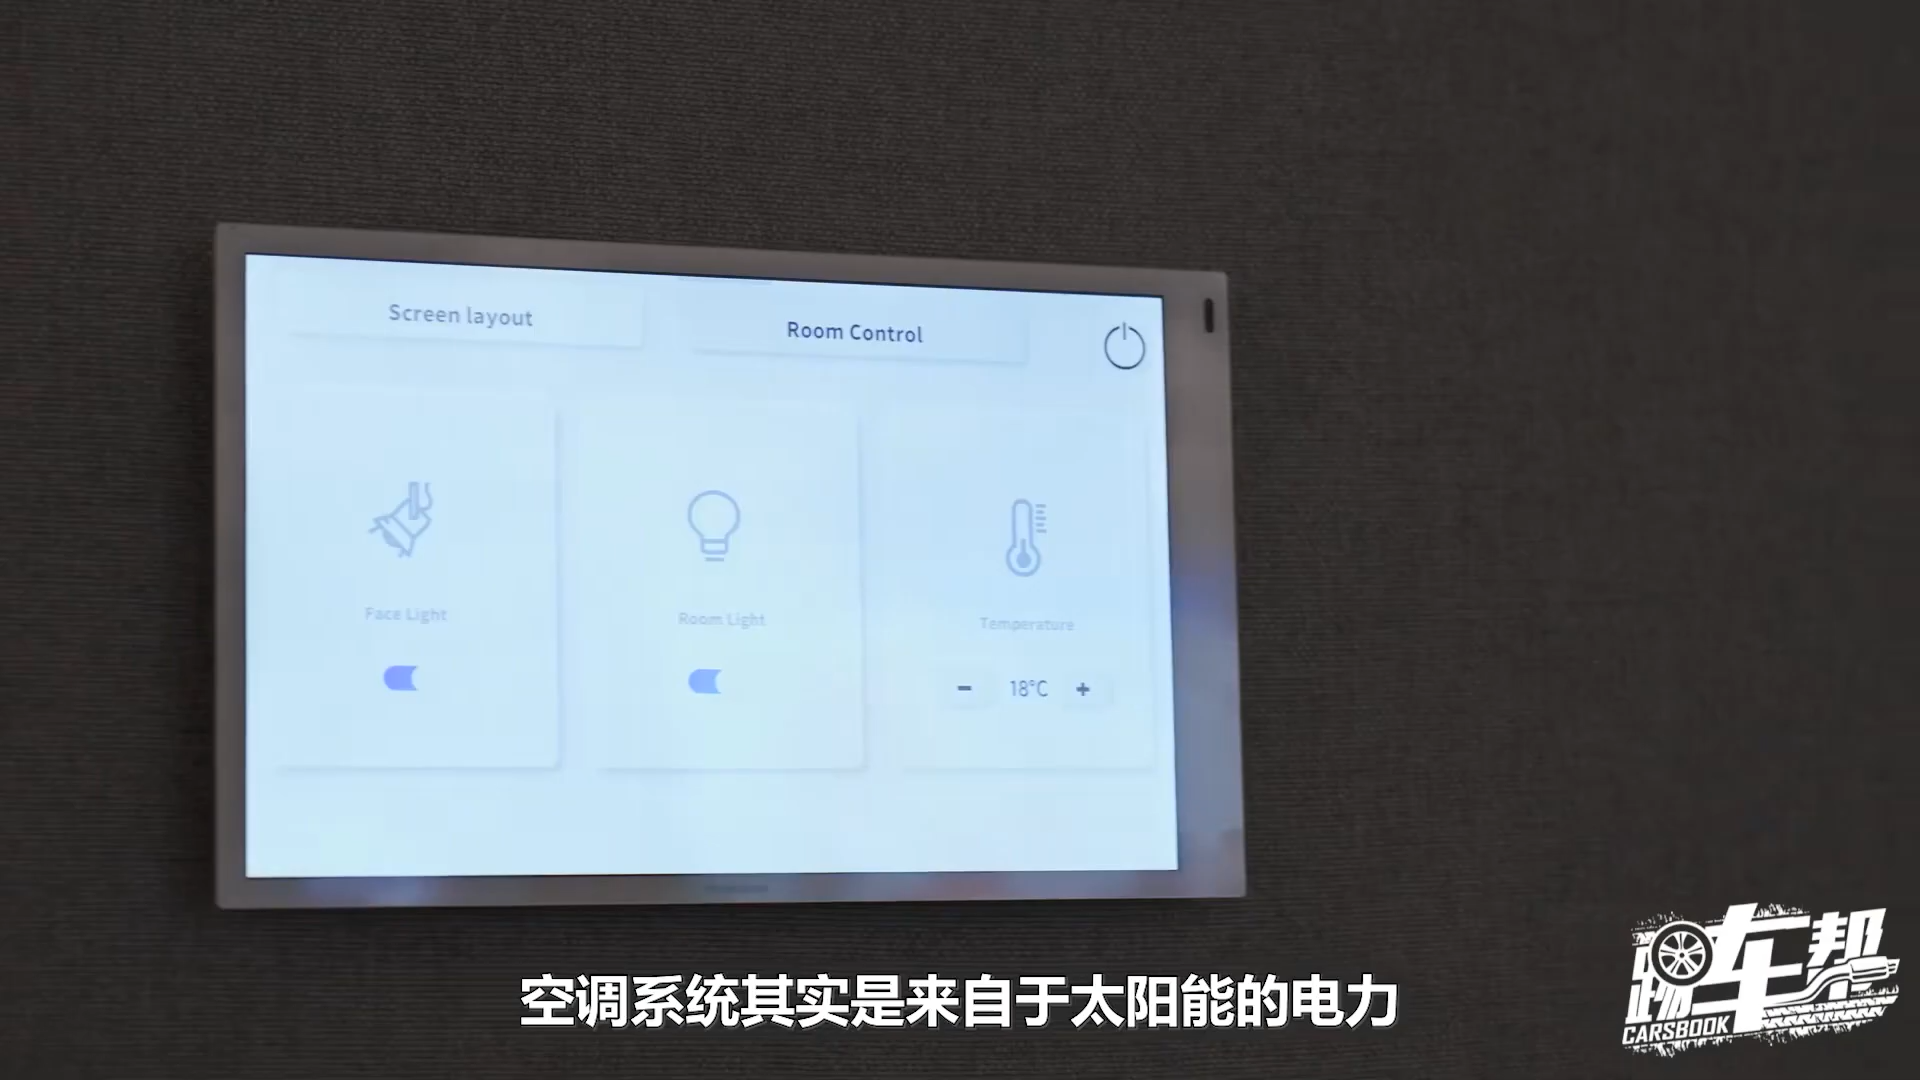 Screen layout
Room Control
Face Light
Room Light
Temperature
- 18°C +
空调系统其实是来自于太阳能的电力
踢车帮
CARSBOOK